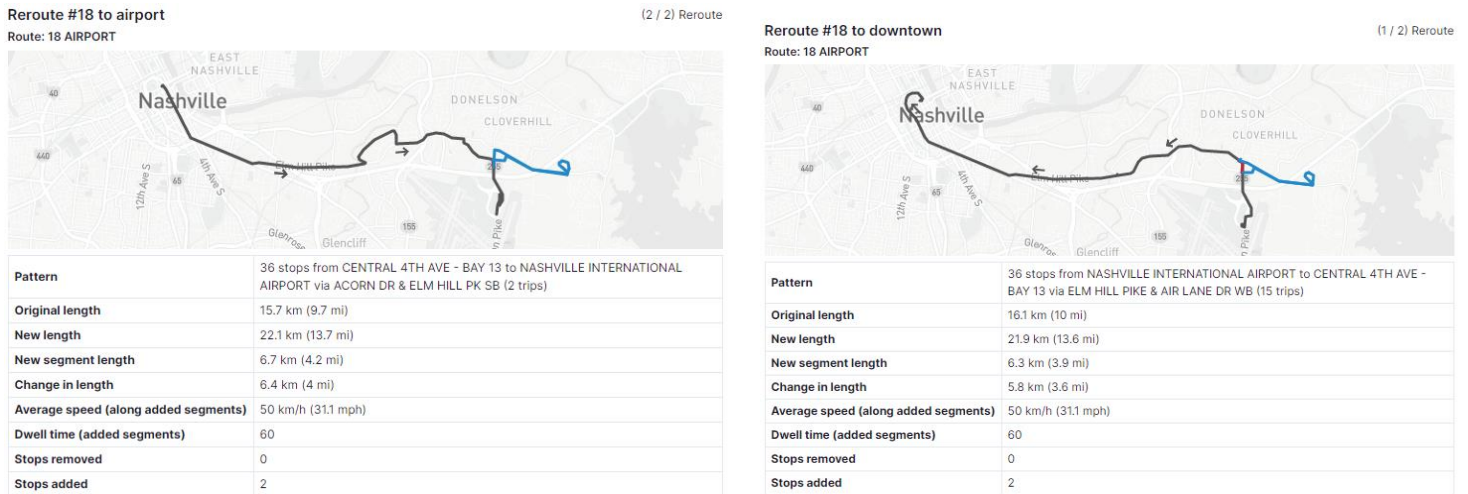 Reroute #18 to airport
(2 / 2) Reroute
Route: 18 AIRPORT
EAST
NASHVILLE
40
Nashville
DONELSON
CLOVERHILL
440
12th Ave S
65
4th Ave S
Elm Hill Pike
155
Glenrose
Glencliff
n Pike
Pattern
36 stops from CENTRAL 4TH AVE - BAY 13 to NASHVILLE INTERNATIONAL
AIRPORT via ACORN DR & ELM HILL PK SB (2 trips)
Original length 15.7 km (9.7 mi)
New length 22.1 km (13.7 mi)
New segment length 6.7 km (4.2 mi)
Change in length 6.4 km (4 mi)
Average speed (along added segments) 50 km/h (31.1 mph)
Dwell time (added segments) 60
Stops removed 0
Stops added 2
Reroute #18 to downtown
(1 / 2) Reroute
Route: 18 AIRPORT
EAST
NASHVILLE
40
Nashville
DONELSON
CLOVERHILL
440
12th Ave S
65
4th Ave S
Elm Hill Pike
155
Glencliff
Pike
Pattern
36 stops from NASHVILLE INTERNATIONAL AIRPORT to CENTRAL 4TH AVE -
BAY 13 via ELM HILL PIKE & AIR LANE DR WB (15 trips)
Original length 16.1 km (10 mi)
New length 21.9 km (13.6 mi)
New segment length 6.3 km (3.9 mi)
Change in length 5.8 km (3.6 mi)
Average speed (along added segments) 50 km/h (31.1 mph)
Dwell time (added segments) 60
Stops removed 0
Stops added 2